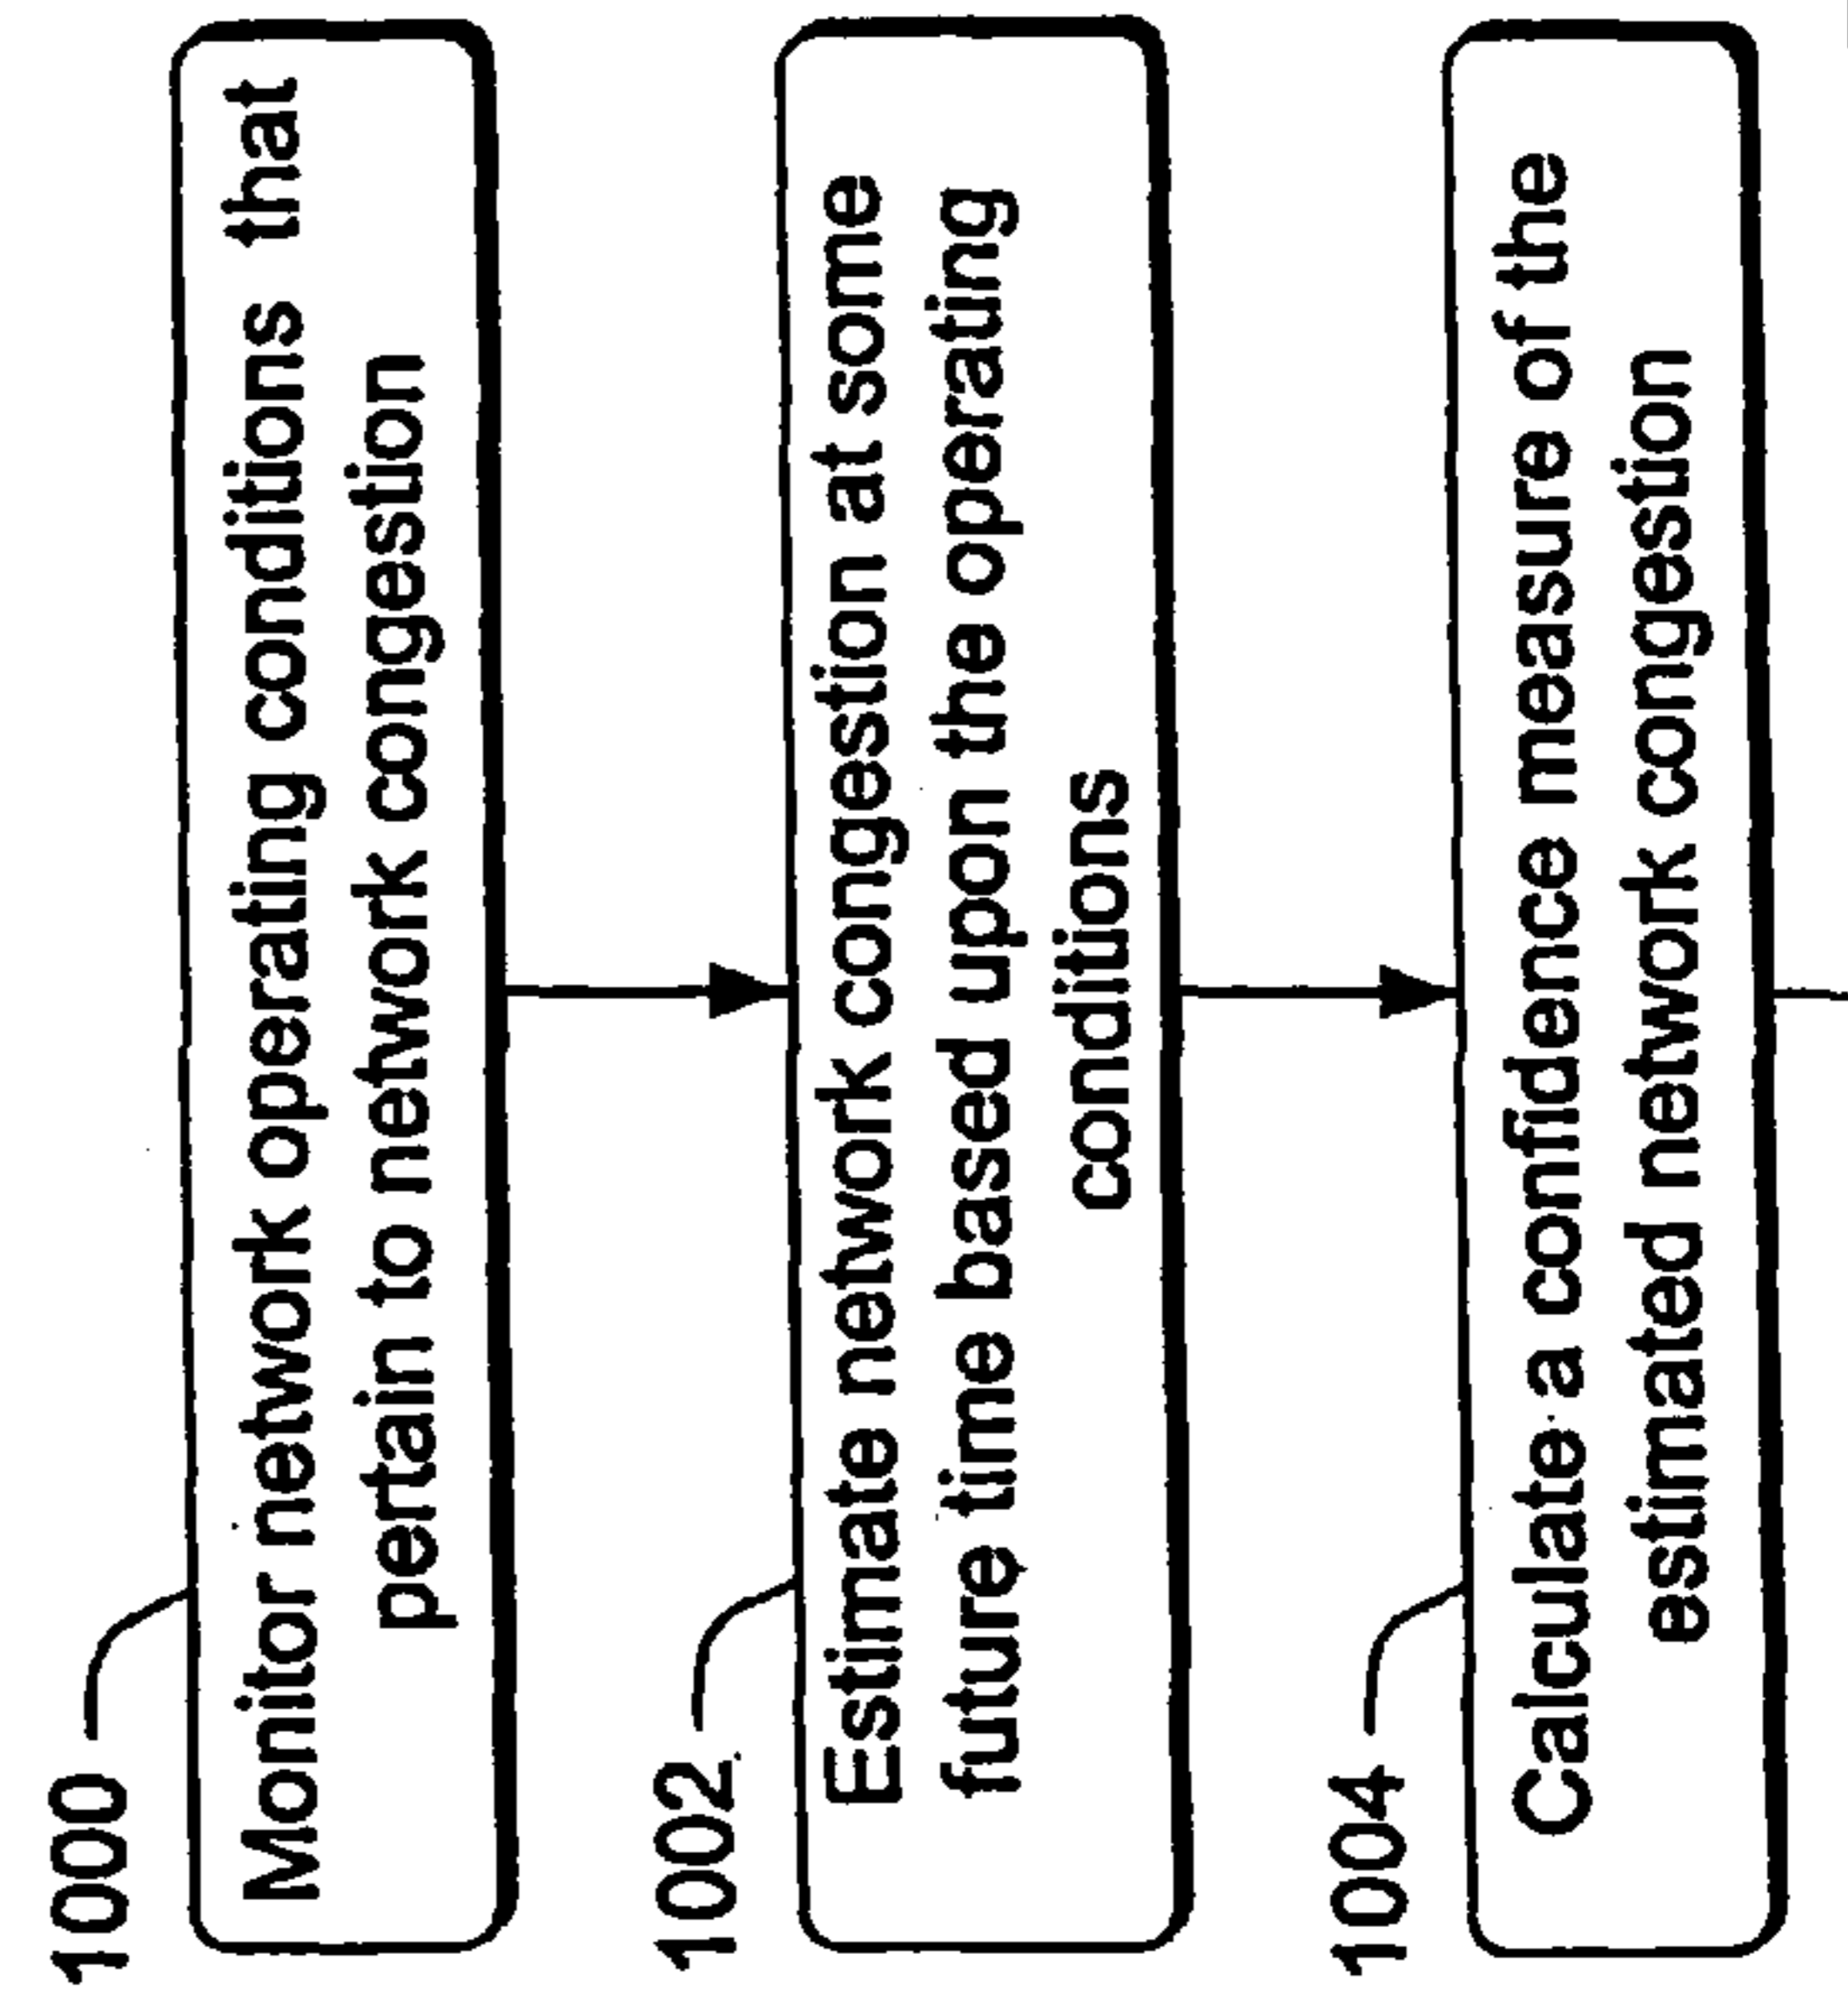 1000
Monitor network operating conditions that
pertain to network congestion
1002
Estimate network congestion at some
future time based upon the operating
conditions
1004
Calculate a confidence measure of the
estimated network congestion